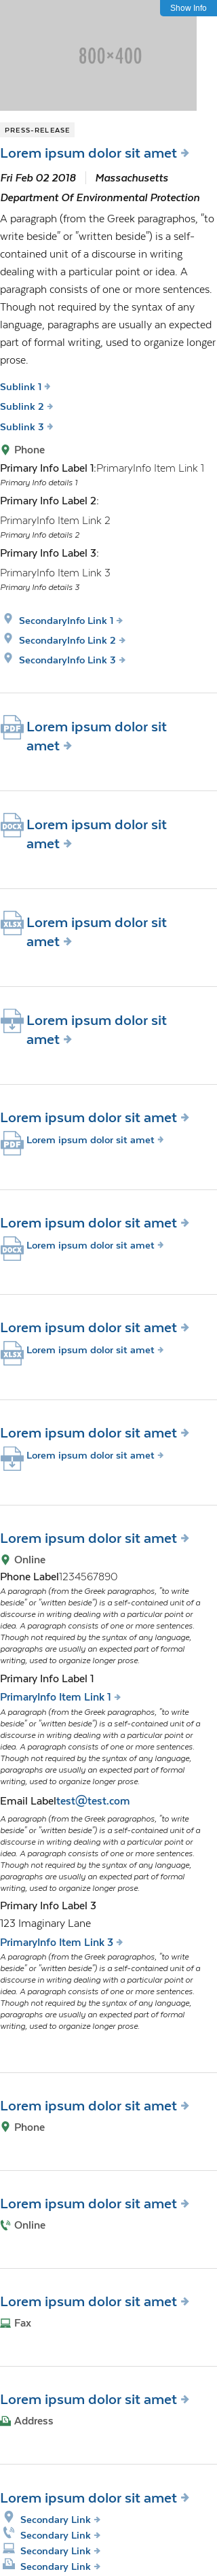 Show Info
800×400
PRESS-RELEASE
Lorem ipsum dolor sit amet
Fri Feb 02 2018 Massachusetts
Department Of Environmental Protection
A paragraph (from the Greek paragraphos, "to
write beside" or "written beside") is a self-
contained unit of a discourse in writing
dealing with a particular point or idea. A
paragraph consists of one or more sentences.
Though not required by the syntax of any
language, paragraphs are usually an expected
part of formal writing, used to organize longer
prose.
Sublink 1
Sublink 2
Sublink 3
Phone
Primary Info Label 1:PrimaryInfo Item Link 1
Primary Info details 1
Primary Info Label 2:
PrimaryInfo Item Link 2
Primary Info details 2
Primary Info Label 3:
PrimaryInfo Item Link 3
Primary Info details 3
SecondaryInfo Link 1
SecondaryInfo Link 2
SecondaryInfo Link 3
PDF
Lorem ipsum dolor sit
amet
DOCX
Lorem ipsum dolor sit
amet
XLSX
Lorem ipsum dolor sit
amet
Lorem ipsum dolor sit
amet
Lorem ipsum dolor sit amet
PDF Lorem ipsum dolor sit amet
Lorem ipsum dolor sit amet
DOCX Lorem ipsum dolor sit amet
Lorem ipsum dolor sit amet
XLSX Lorem ipsum dolor sit amet
Lorem ipsum dolor sit amet
Lorem ipsum dolor sit amet
Lorem ipsum dolor sit amet
Online
Phone Label1234567890
A paragraph (from the Greek paragraphos, "to write
beside" or "written beside") is a self-contained unit of a
discourse in writing dealing with a particular point or
idea. A paragraph consists of one or more sentences.
Though not required by the syntax of any language,
paragraphs are usually an expected part of formal
writing, used to organize longer prose.
Primary Info Label 1
PrimaryInfo Item Link 1
A paragraph (from the Greek paragraphos, "to write
beside" or "written beside") is a self-contained unit of a
discourse in writing dealing with a particular point or
idea. A paragraph consists of one or more sentences.
Though not required by the syntax of any language,
paragraphs are usually an expected part of formal
writing, used to organize longer prose.
Email Labeltest@test.com
A paragraph (from the Greek paragraphos, "to write
beside" or "written beside") is a self-contained unit of a
discourse in writing dealing with a particular point or
idea. A paragraph consists of one or more sentences.
Though not required by the syntax of any language,
paragraphs are usually an expected part of formal
writing, used to organize longer prose.
Primary Info Label 3
123 Imaginary Lane
PrimaryInfo Item Link 3
A paragraph (from the Greek paragraphos, "to write
beside" or "written beside") is a self-contained unit of a
discourse in writing dealing with a particular point or
idea. A paragraph consists of one or more sentences.
Though not required by the syntax of any language,
paragraphs are usually an expected part of formal
writing, used to organize longer prose.
Lorem ipsum dolor sit amet
Phone
Lorem ipsum dolor sit amet
Online
Lorem ipsum dolor sit amet
Fax
Lorem ipsum dolor sit amet
Address
Lorem ipsum dolor sit amet
Secondary Link
Secondary Link
Secondary Link
Secondary Link